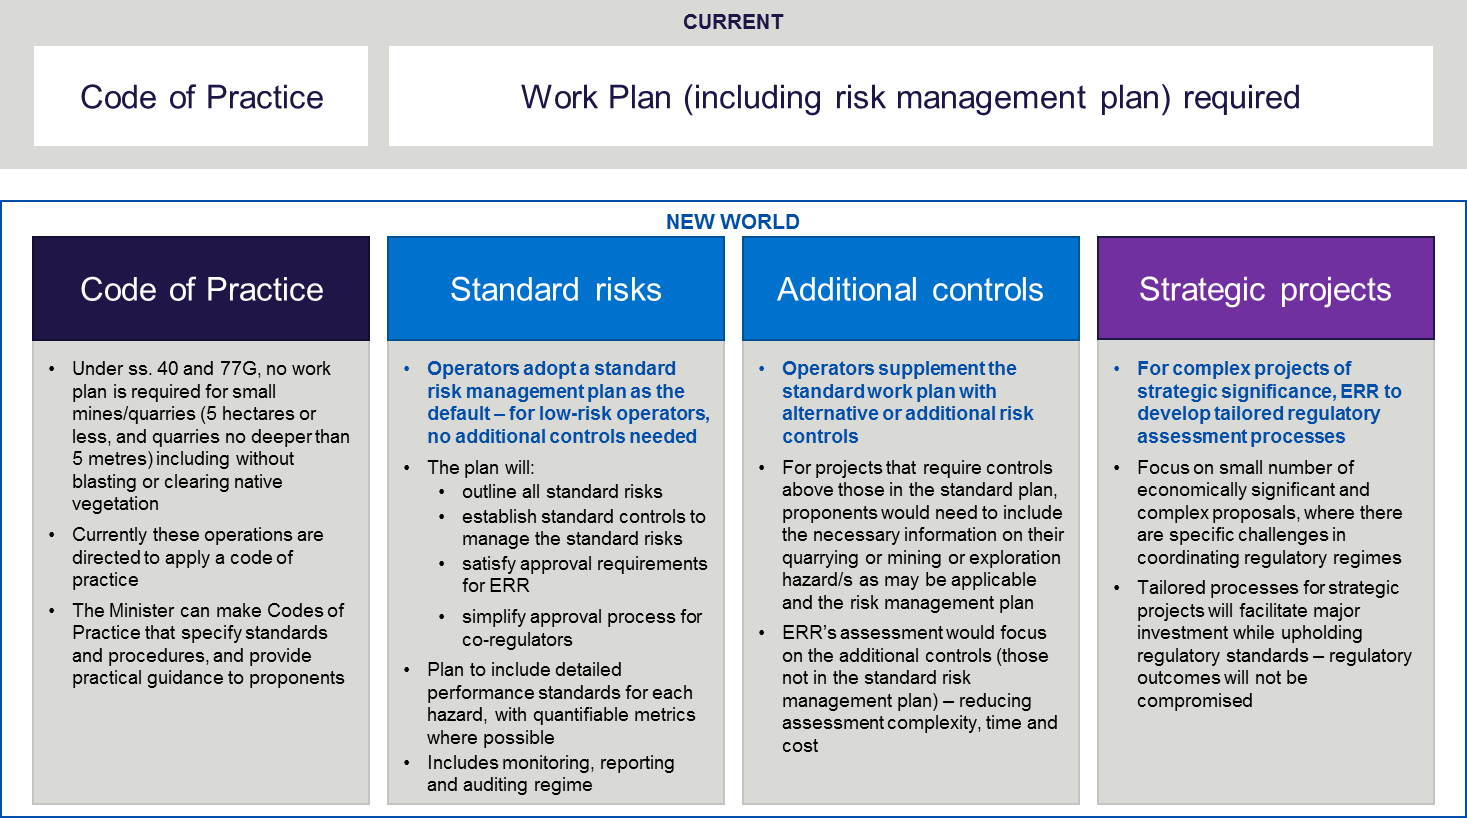 CURRENT
Code of Practice
Work Plan (including risk management plan) required
NEW WORLD
Code of Practice
• Under ss. 40 and 77G, no work
plan is required for small
mines/quarries (5 hectares or
less, and quarries no deeper than
5 metres) including without
blasting or clearing native
vegetation
• Currently these operations are
directed to apply a code of
practice
• The Minister can make Codes of
Practice that specify standards
and procedures, and provide
practical guidance to proponents
Standard risks
• Operators adopt a standard
risk management plan as the
default – for low-risk operators,
no additional controls needed
• The plan will:
• outline all standard risks
• establish standard controls to
manage the standard risks
• satisfy approval requirements
for ERR
• simplify approval process for
co-regulators
• Plan to include detailed
performance standards for each
hazard, with quantifiable metrics
where possible
• Includes monitoring, reporting
and auditing regime
Additional controls
• Operators supplement the
standard work plan with
alternative or additional risk
controls
• For projects that require controls
above those in the standard plan,
proponents would need to include
the necessary information on their
quarrying or mining or exploration
hazard/s as may be applicable
and the risk management plan
• ERR's assessment would focus
on the additional controls (those
not in the standard risk
management plan) – reducing
assessment complexity, time and
cost
Strategic projects
• For complex projects of
strategic significance, ERR to
develop tailored regulatory
assessment processes
• Focus on small number of
economically significant and
complex proposals, where there
are specific challenges in
coordinating regulatory regimes
• Tailored processes for strategic
projects will facilitate major
investment while upholding
regulatory standards – regulatory
outcomes will not be
compromised